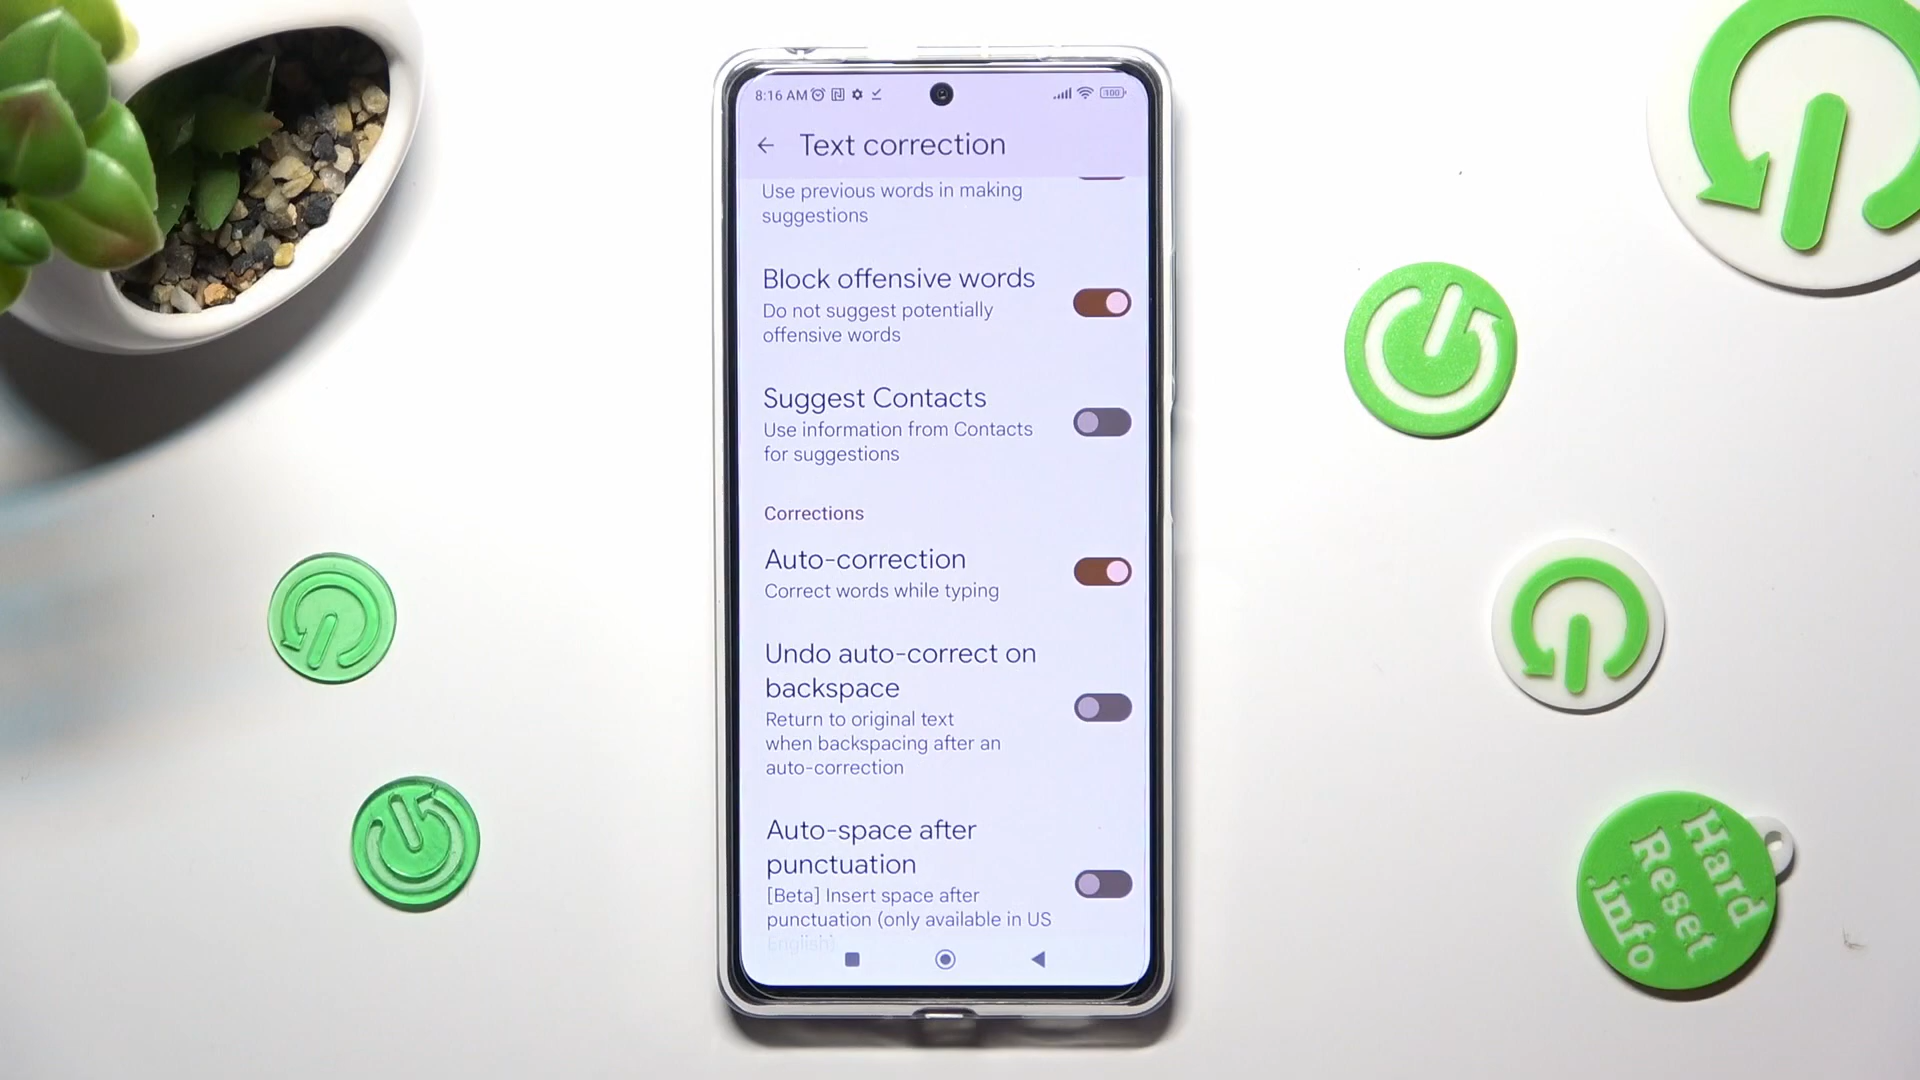 8:16 AM
100
Text correction
Use previous words in making
suggestions
Block offensive words
Do not suggest potentially
offensive words
Suggest Contacts
Use information from Contacts
for suggestions
Corrections
Auto-correction
Correct words while typing
Undo auto-correct on
backspace
Return to original text
when backspacing after an
auto-correction
Auto-space after
punctuation
[Beta] Insert space after
punctuation (only available in US
English)
Hard
Reset
.info